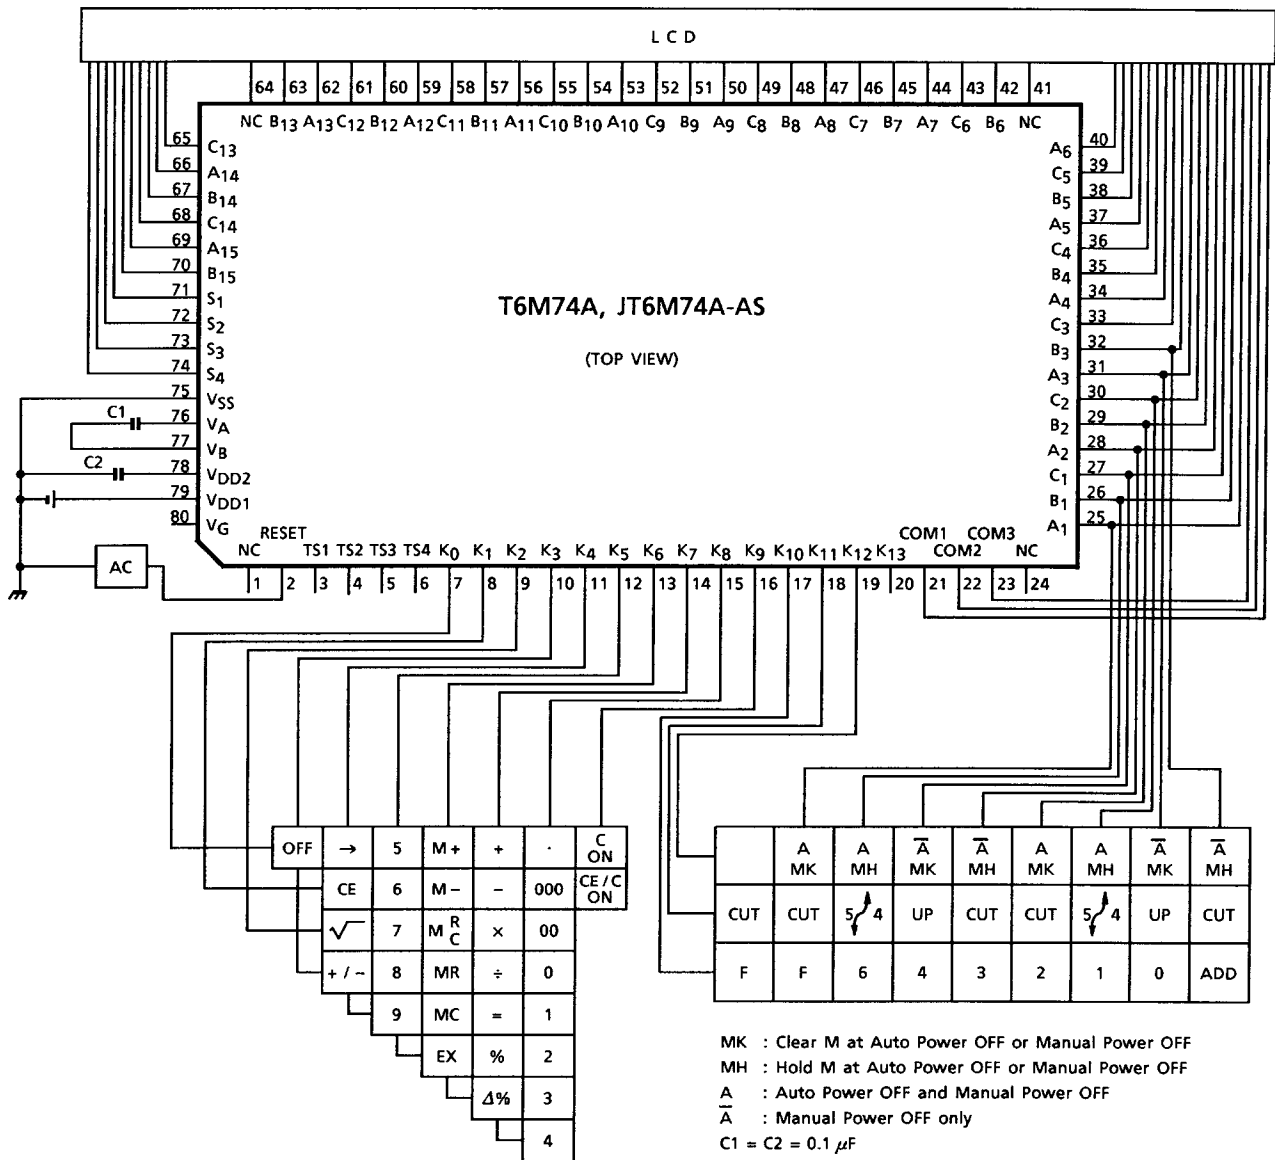 LCD
64 63 62 61 60 59 58 57 56 55 54 53 52 51 50 49 48 47 46 45 44 43 42 41
NC B13 A13 C12 B12 A12 C11 B11 A11 C10 B10 A10 C9 B9 A9 C8 B8 A8 C7 B7 A7 C6 B6 NC
65 C13
66 A14
67 B14
68 C14
69 A15
70 B15
71 S1
72 S2
73 S3
74 S4
75 VSS
C1 76 VA
77 VB
C2 78 VDD2
79 VDD1
80 VG
A6 40
C5 39
B5 38
A5 37
C4 36
B4 35
A4 34
C3 33
B3 32
A3 31
C2 30
B2 29
A2 28
C1 27
B1 26
A1 25
T6M74A, JT6M74A-AS
(TOP VIEW)
NC RESET TS1 TS2 TS3 TS4 K0 K1 K2 K3 K4 K5 K6 K7 K8 K9 K10 K11 K12 K13 COM1 COM2 COM3 NC
1 2 3 4 5 6 7 8 9 10 11 12 13 14 15 16 17 18 19 20 21 22 23 24
AC
OFF → 5 M+ + · C ON
CE 6 M− − 000 CE/C ON
√ 7 M R C × 00
+/− 8 MR ÷ 0
9 MC = 1
EX % 2
Δ% 3
4
A MK A MH A̅ MK A̅ MH A MK A MH A̅ MK A̅ MH
CUT CUT 5 4 UP CUT CUT 5 4 UP CUT
F F 6 4 3 2 1 0 ADD
MK : Clear M at Auto Power OFF or Manual Power OFF
MH : Hold M at Auto Power OFF or Manual Power OFF
A : Auto Power OFF and Manual Power OFF
A̅ : Manual Power OFF only
C1 = C2 = 0.1 μF